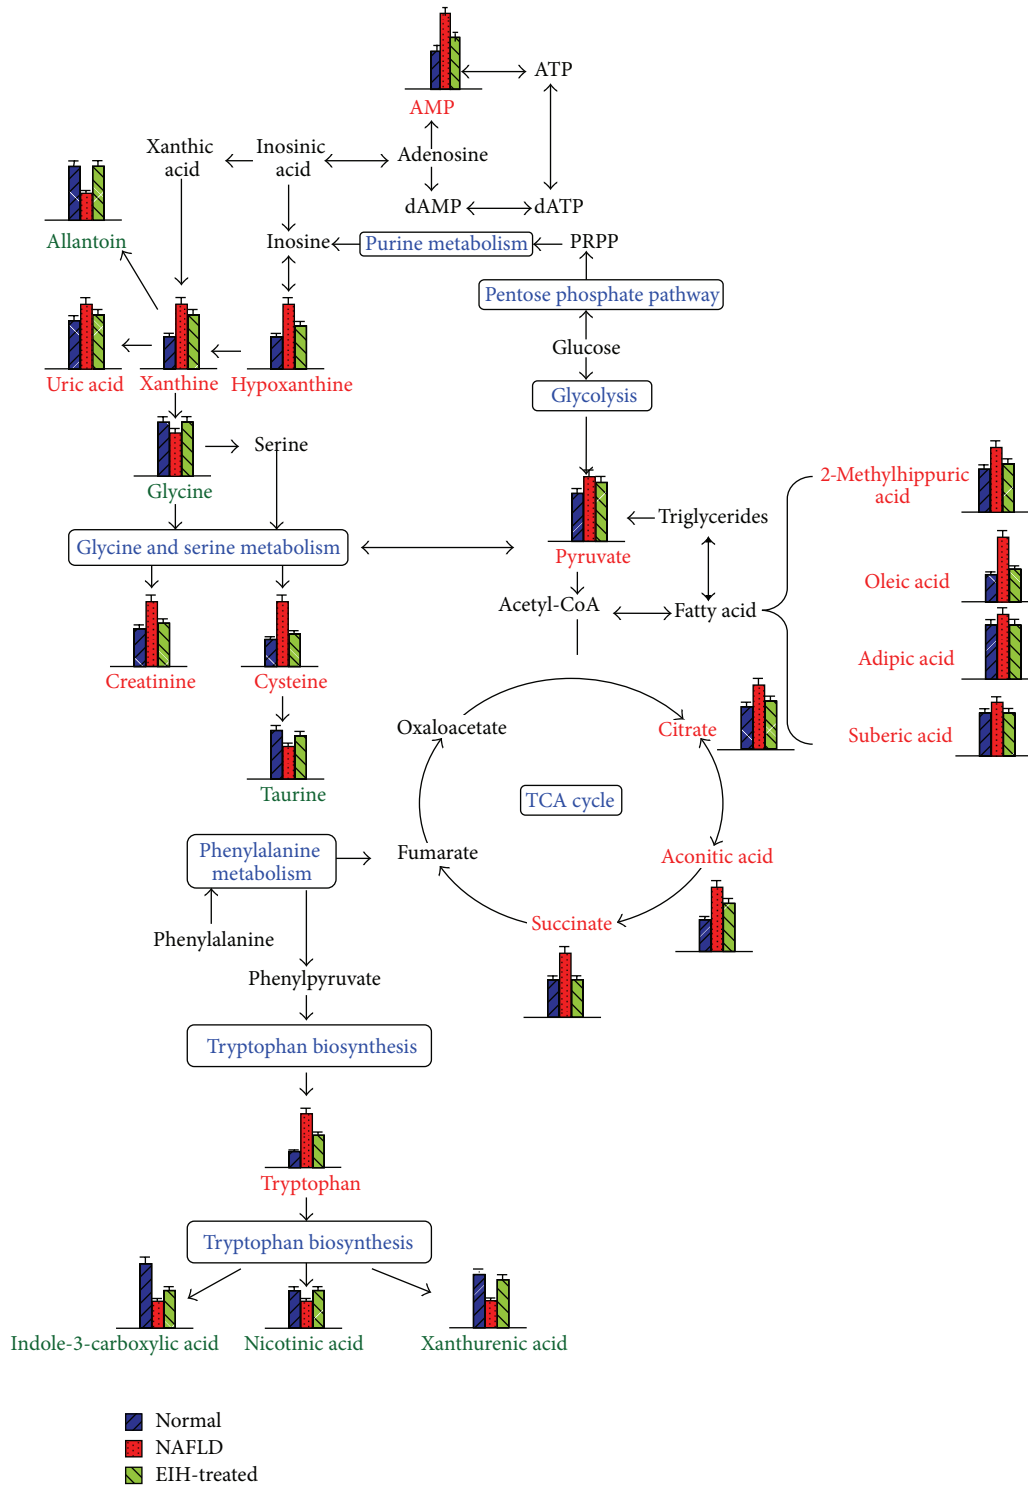 ATP
AMP
Xanthic
acid
Inosinic
acid
Adenosine
dAMP
dATP
Allantoin
Inosine
Purine metabolism
PRPP
Pentose phosphate pathway
Glucose
Uric acid
Xanthine
Hypoxanthine
Glycolysis
Serine
Glycine
2-Methylhippuric
acid
Triglycerides
Glycine and serine metabolism
Pyruvate
Oleic acid
Acetyl-CoA
Fatty acid
Adipic acid
Creatinine
Cysteine
Oxaloacetate
Citrate
Suberic acid
Taurine
TCA cycle
Phenylalanine
metabolism
Fumarate
Aconitic acid
Succinate
Phenylalanine
Phenylpyruvate
Tryptophan biosynthesis
Tryptophan
Tryptophan biosynthesis
Indole-3-carboxylic acid
Nicotinic acid
Xanthurenic acid
Normal
NAFLD
EIH-treated